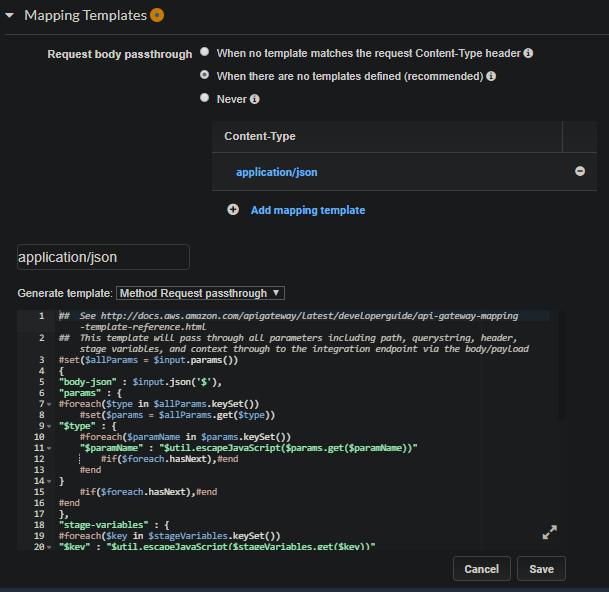 Mapping Templates
Request body passthrough
When no template matches the request Content-Type header
When there are no templates defined (recommended)
Never
Content-Type
application/json
Add mapping template
application/json
Generate template: Method Request passthrough
1 ## See http://docs.aws.amazon.com/apigateway/latest/developerguide/api-gateway-mapping
-template-reference.html
2 ## This template will pass through all parameters including path, querystring, header,
stage variables, and context through to the integration endpoint via the body/payload
3 #set($allParams = $input.params())
4 {
5 "body-json" : $input.json('$'),
6 "params" : {
7 #foreach($type in $allParams.keySet())
8 #set($params = $allParams.get($type))
9 "$type" : {
10 #foreach($paramName in $params.keySet())
11 "$paramName" : "$util.escapeJavaScript($params.get($paramName))"
12 #if($foreach.hasNext),#end
13 #end
14 }
15 #if($foreach.hasNext),#end
16 #end
17 },
18 "stage-variables" : {
19 #foreach($key in $stageVariables.keySet())
20 "$key" : "$util.escapeJavaScript($stageVariables.get($key))"
Cancel
Save